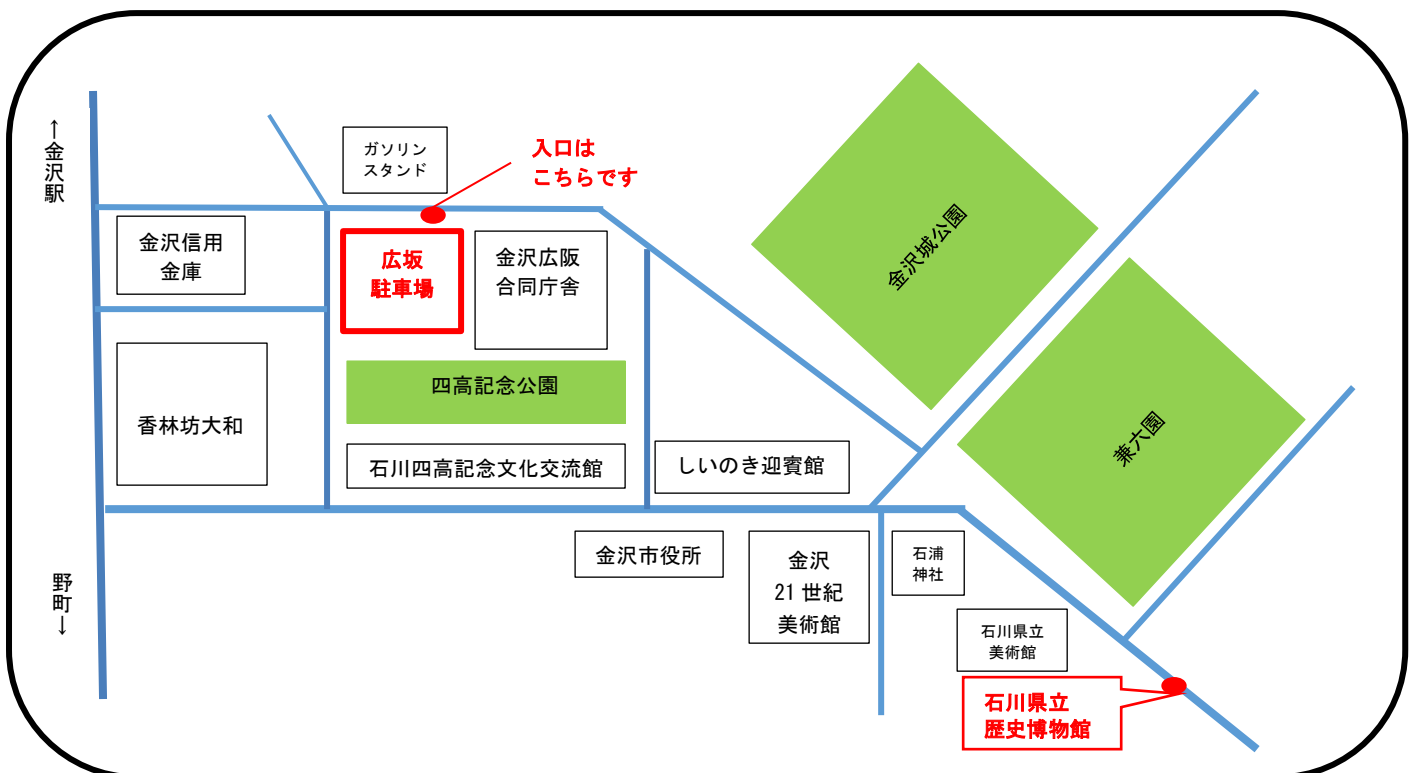 ↑金沢駅
ガソリン
スタンド
入口は
こちらです
金沢信用
金庫
広坂
駐車場
金沢広阪
合同庁舎
金沢城公園
四高記念公園
香林坊大和
兼六園
石川四高記念文化交流館
しいのき迎賓館
金沢市役所
金沢
21 世紀
美術館
石浦
神社
野町↓
石川県立
美術館
石川県立
歴史博物館